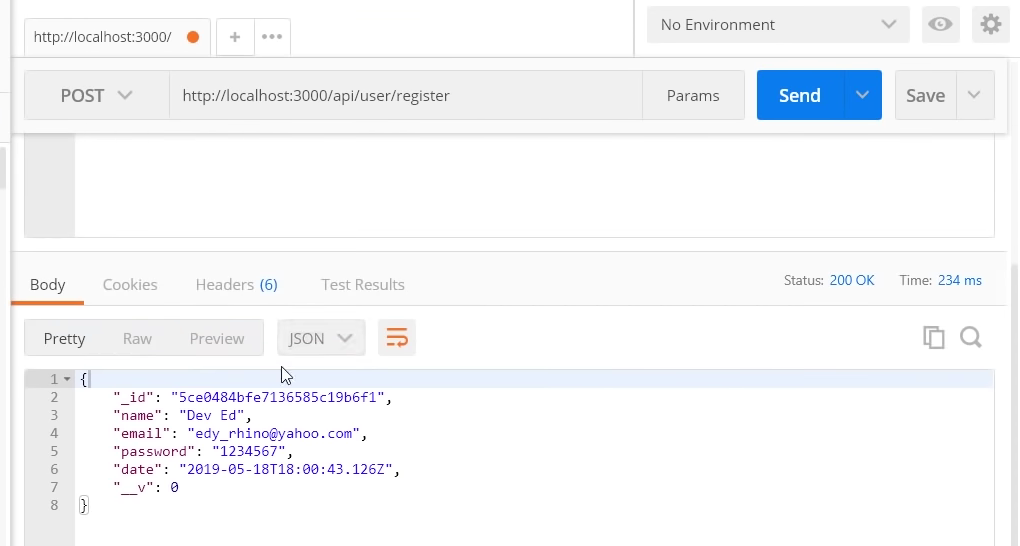 http://localhost:3000/
No Environment
POST http://localhost:3000/api/user/register Params Send Save
Body Cookies Headers (6) Test Results Status: 200 OK Time: 234 ms
Pretty Raw Preview JSON
1 {
2 "_id": "5ce0484bfe7136585c19b6f1",
3 "name": "Dev Ed",
4 "email": "edy_rhino@yahoo.com",
5 "password": "1234567",
6 "date": "2019-05-18T18:00:43.126Z",
7 "__v": 0
8 }